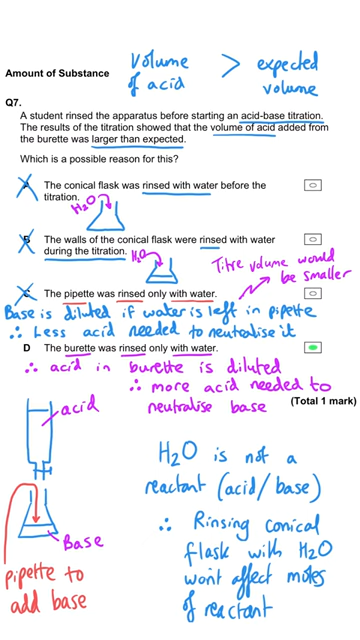 volume of acid > expected volume
Amount of Substance
Q7.
A student rinsed the apparatus before starting an acid-base titration.
The results of the titration showed that the volume of acid added from
the burette was larger than expected.
Which is a possible reason for this?
A The conical flask was rinsed with water before the
titration.
H₂O
B The walls of the conical flask were rinsed with water
during the titration.
H₂O
Titre volume would
be smaller
C The pipette was rinsed only with water.
Base is diluted if water is left in pipette
∴ Less acid needed to neutralise it
D The burette was rinsed only with water.
∴ acid in burette is diluted
∴ more acid needed to
neutralise base
(Total 1 mark)
acid
Base
pipette to
add base
H₂O is not a
reactant (acid/base)
∴ Rinsing conical
flask with H₂O
won't affect moles
of reactant